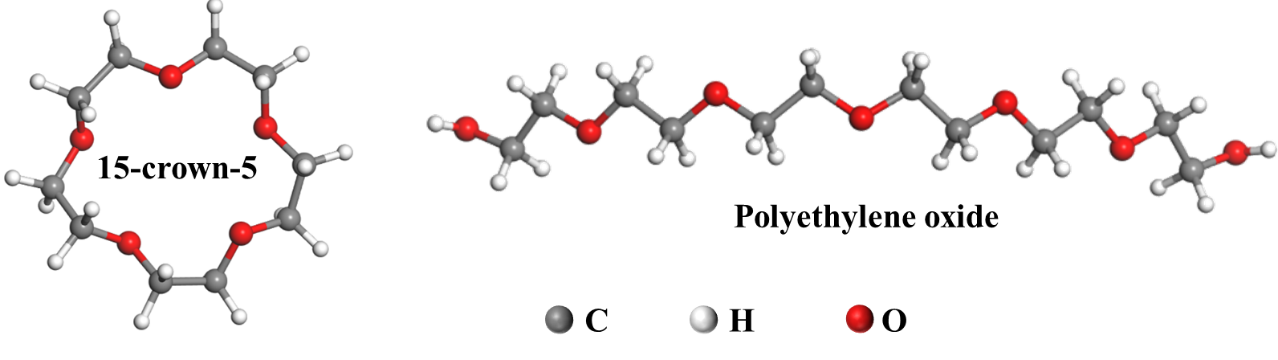 15-crown-5
Polyethylene oxide
C H O